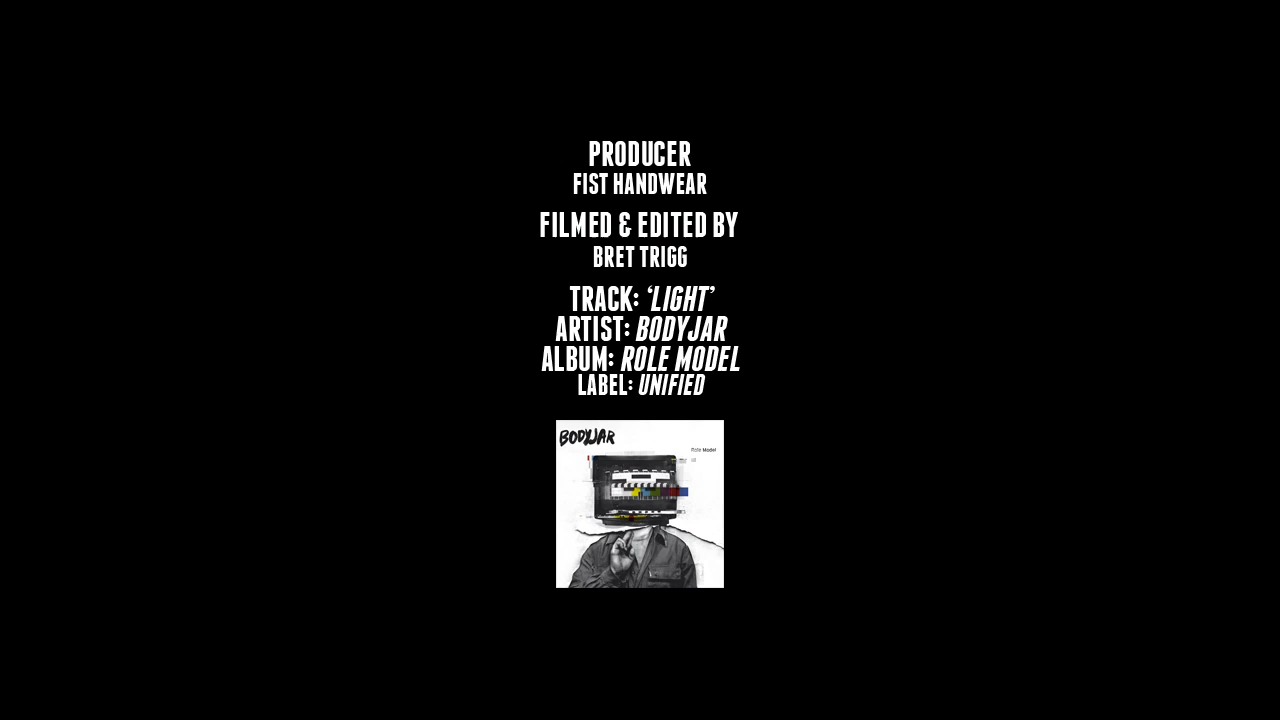 PRODUCER
FIST HANDWEAR
FILMED & EDITED BY
BRET TRIGG
TRACK: ‘LIGHT’
ARTIST: BODYJAR
ALBUM: ROLE MODEL
LABEL: UNIFIED
BODYJAR
Role Model